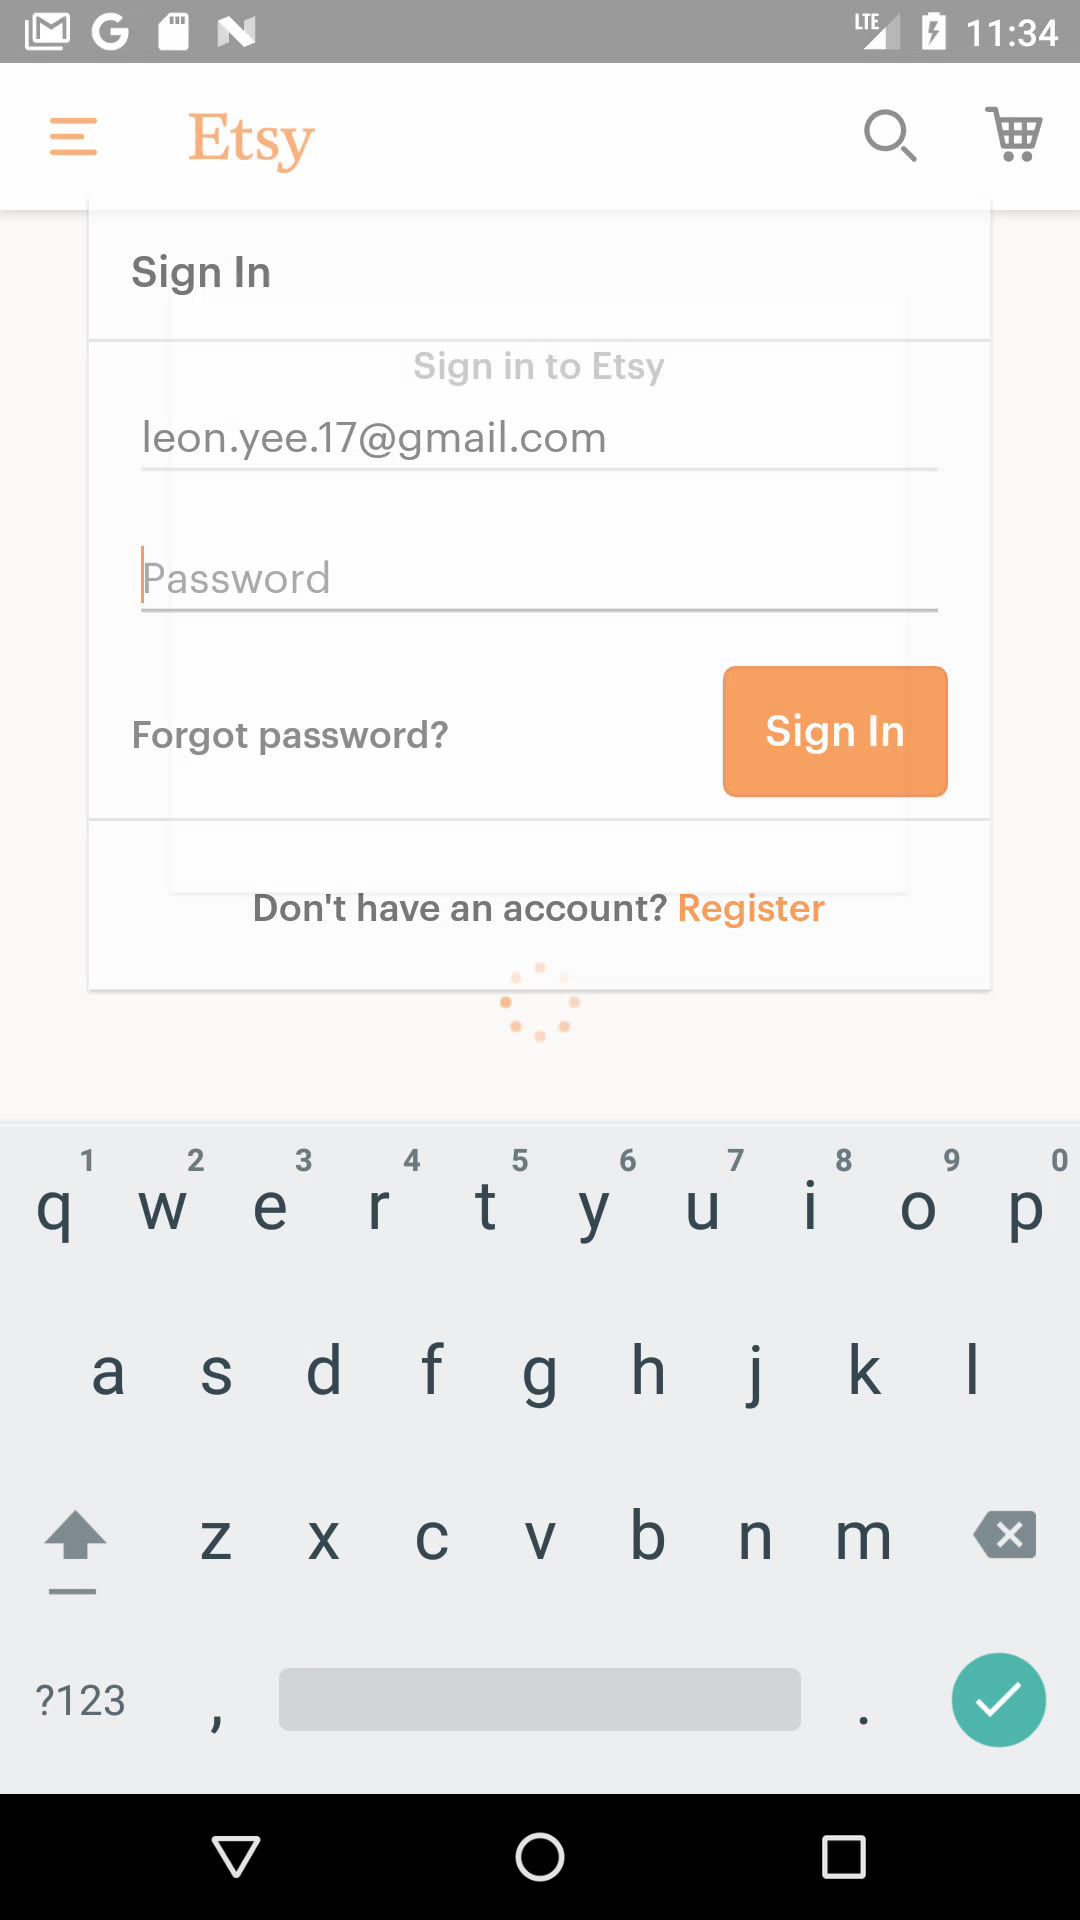 LTE 11:34
Etsy
Sign In
Sign in to Etsy
leon.yee.17@gmail.com
Password
Forgot password? Sign In
Don't have an account? Register
1 2 3 4 5 6 7 8 9 0
q w e r t y u i o p
a s d f g h j k l
z x c v b n m
?123 , .